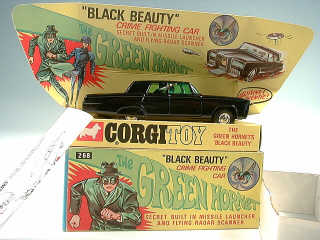 "BLACK BEAUTY"
CRIME FIGHTING CAR
SECRET BUILT IN MISSILE LAUNCHER
AND FLYING RADAR SCANNER
the
GREEN HORNET
CORGI TOY
THE
GREEN HORNET'S
"BLACK BEAUTY"
268
"BLACK BEAUTY"
CRIME FIGHTING
CAR
the
GREEN HORNET
SECRET BUILT IN MISSILE LAUNCHER
AND FLYING RADAR SCANNER